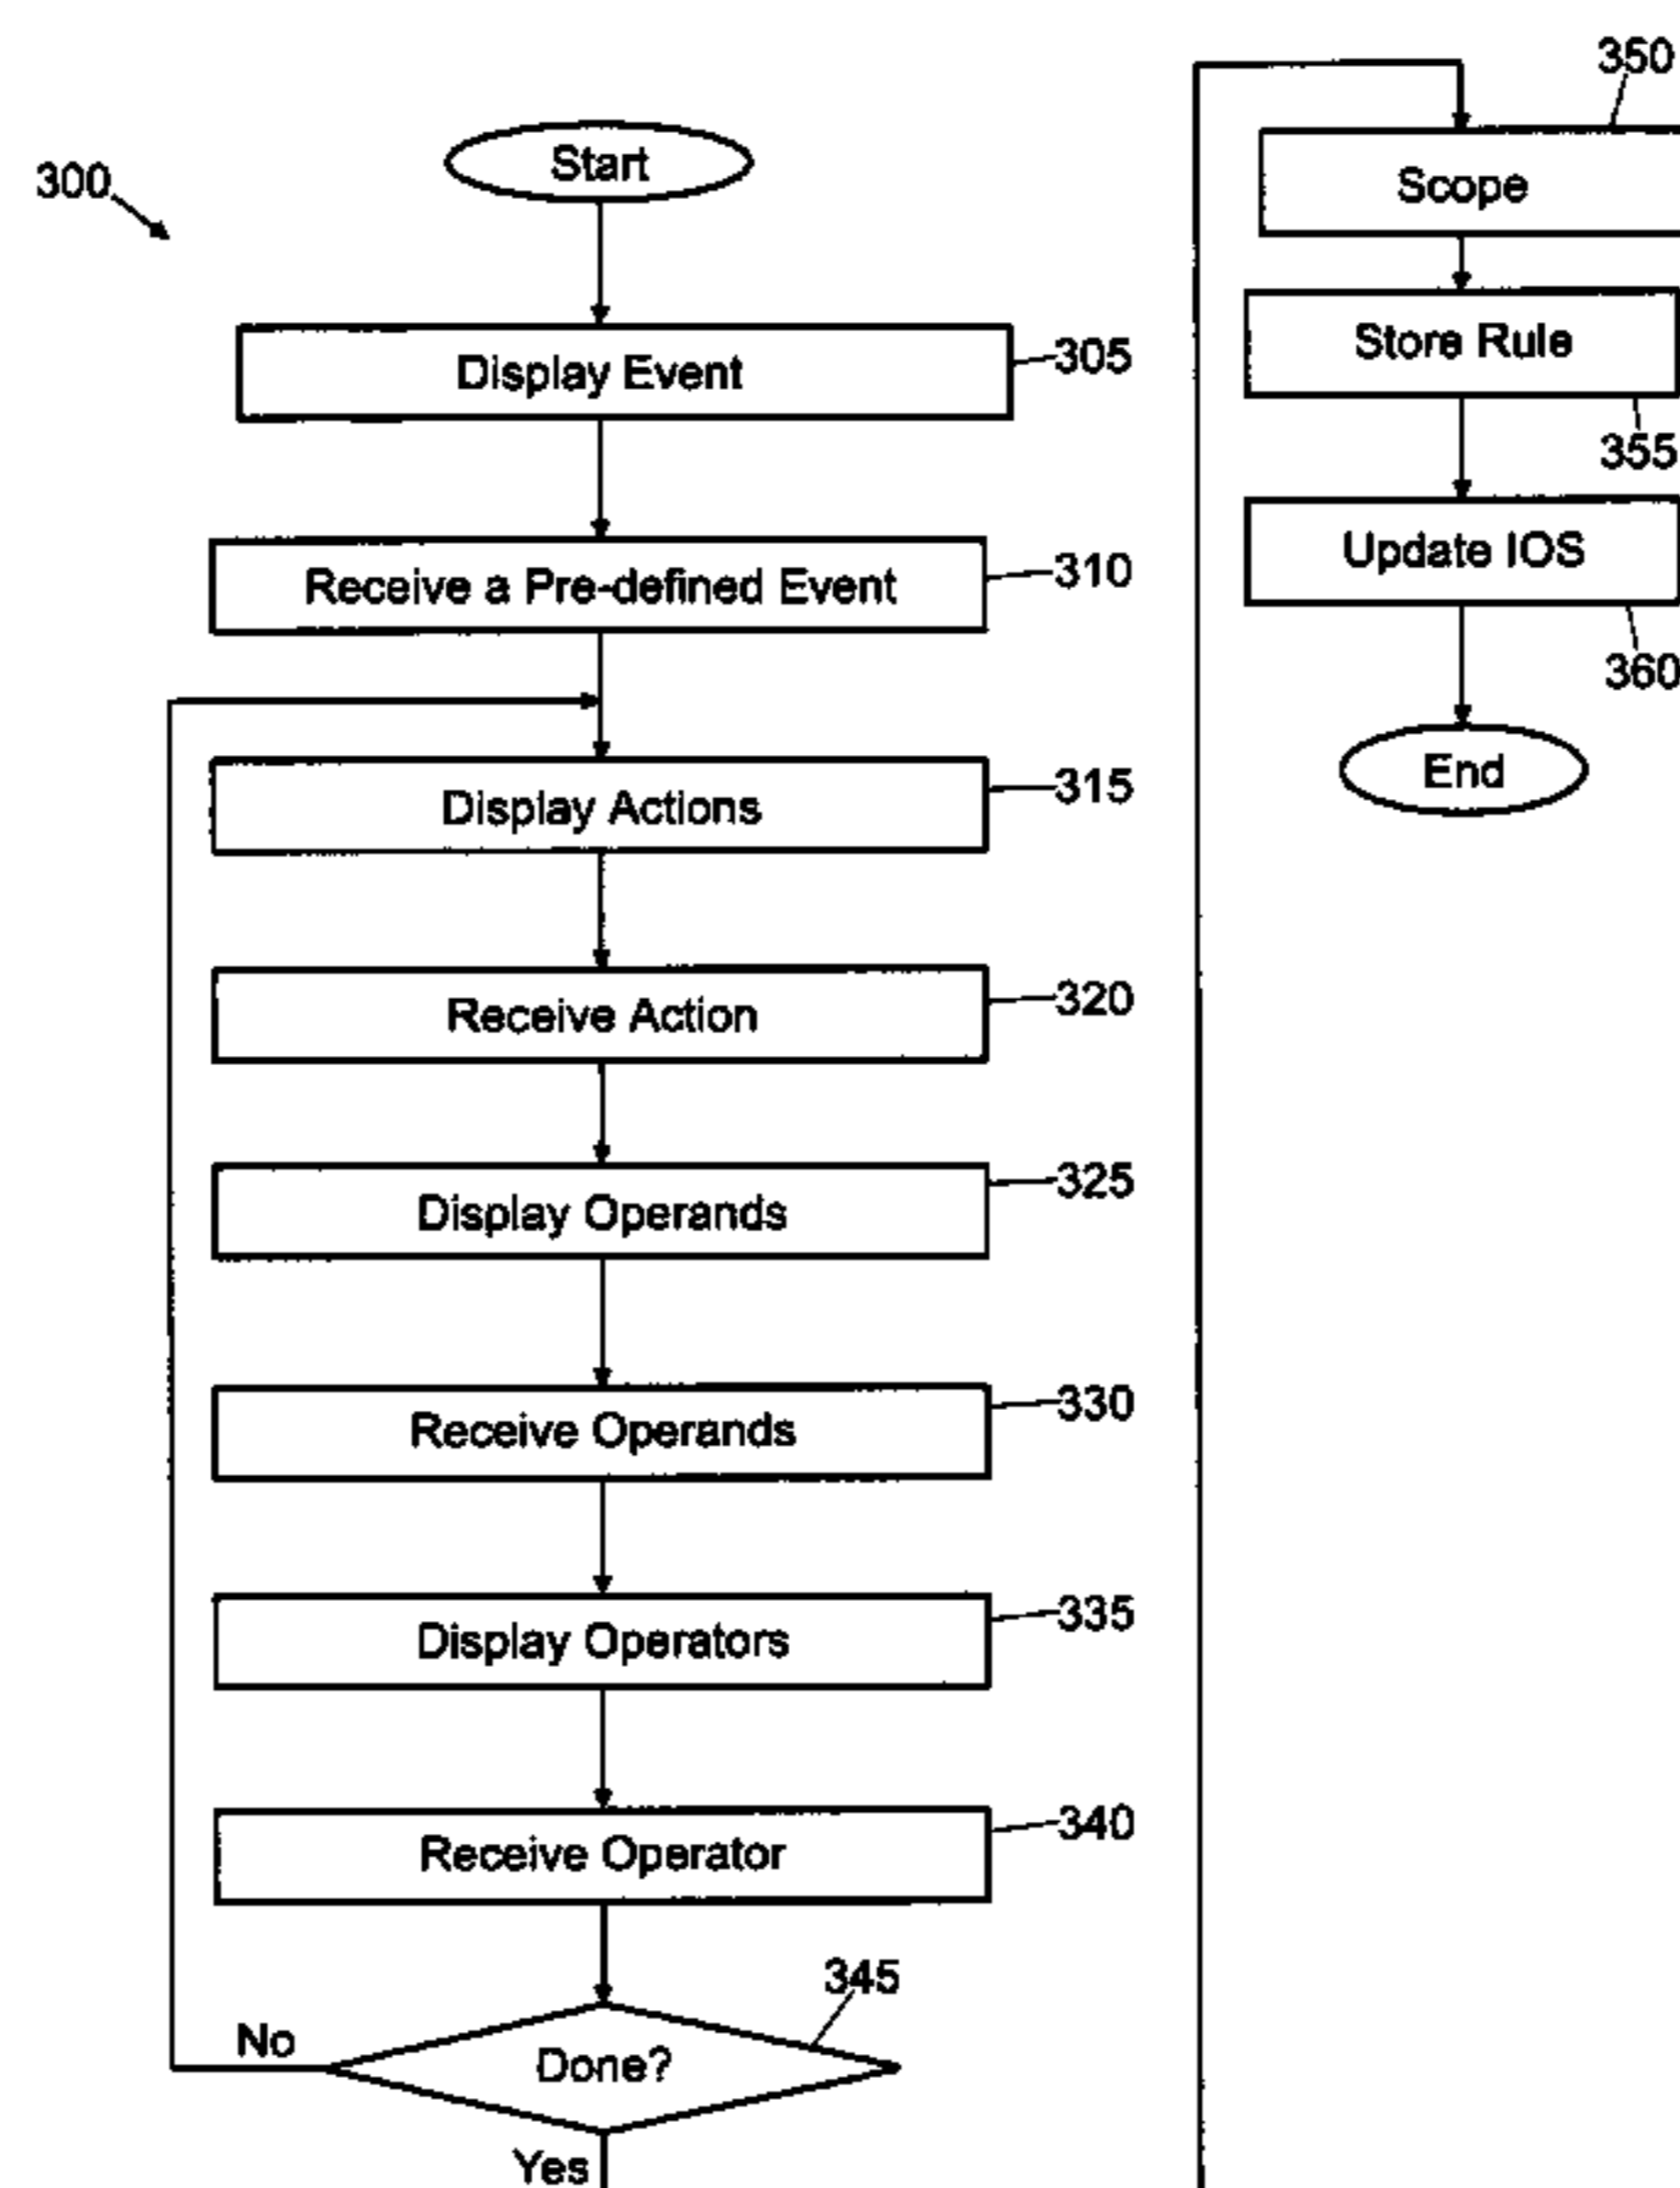 300
Start
Display Event
305
Receive a Pre-defined Event
310
Display Actions
315
Receive Action
320
Display Operands
325
Receive Operands
330
Display Operators
335
Receive Operator
340
345
Done?
No
Yes
350
Scope
Store Rule
355
Update IOS
360
End